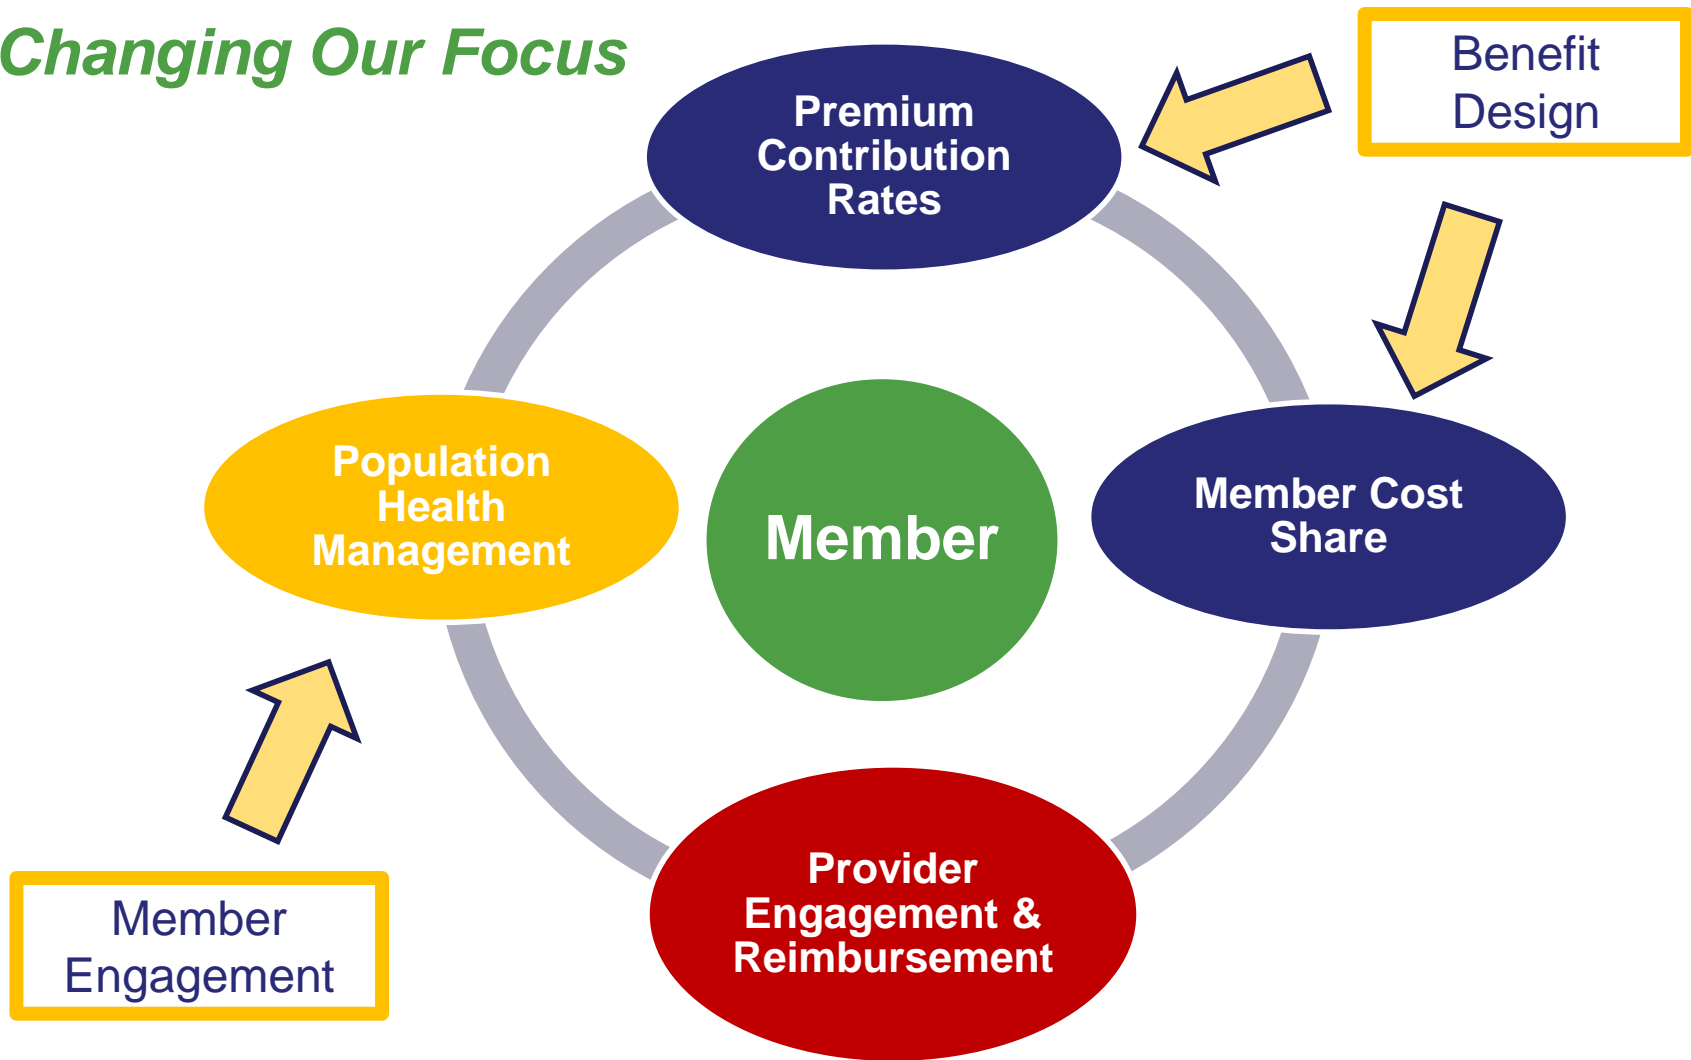 Changing Our Focus
Benefit
Design
Premium
Contribution
Rates
Population
Health
Management
Member
Member Cost
Share
Provider
Engagement &
Reimbursement
Member
Engagement